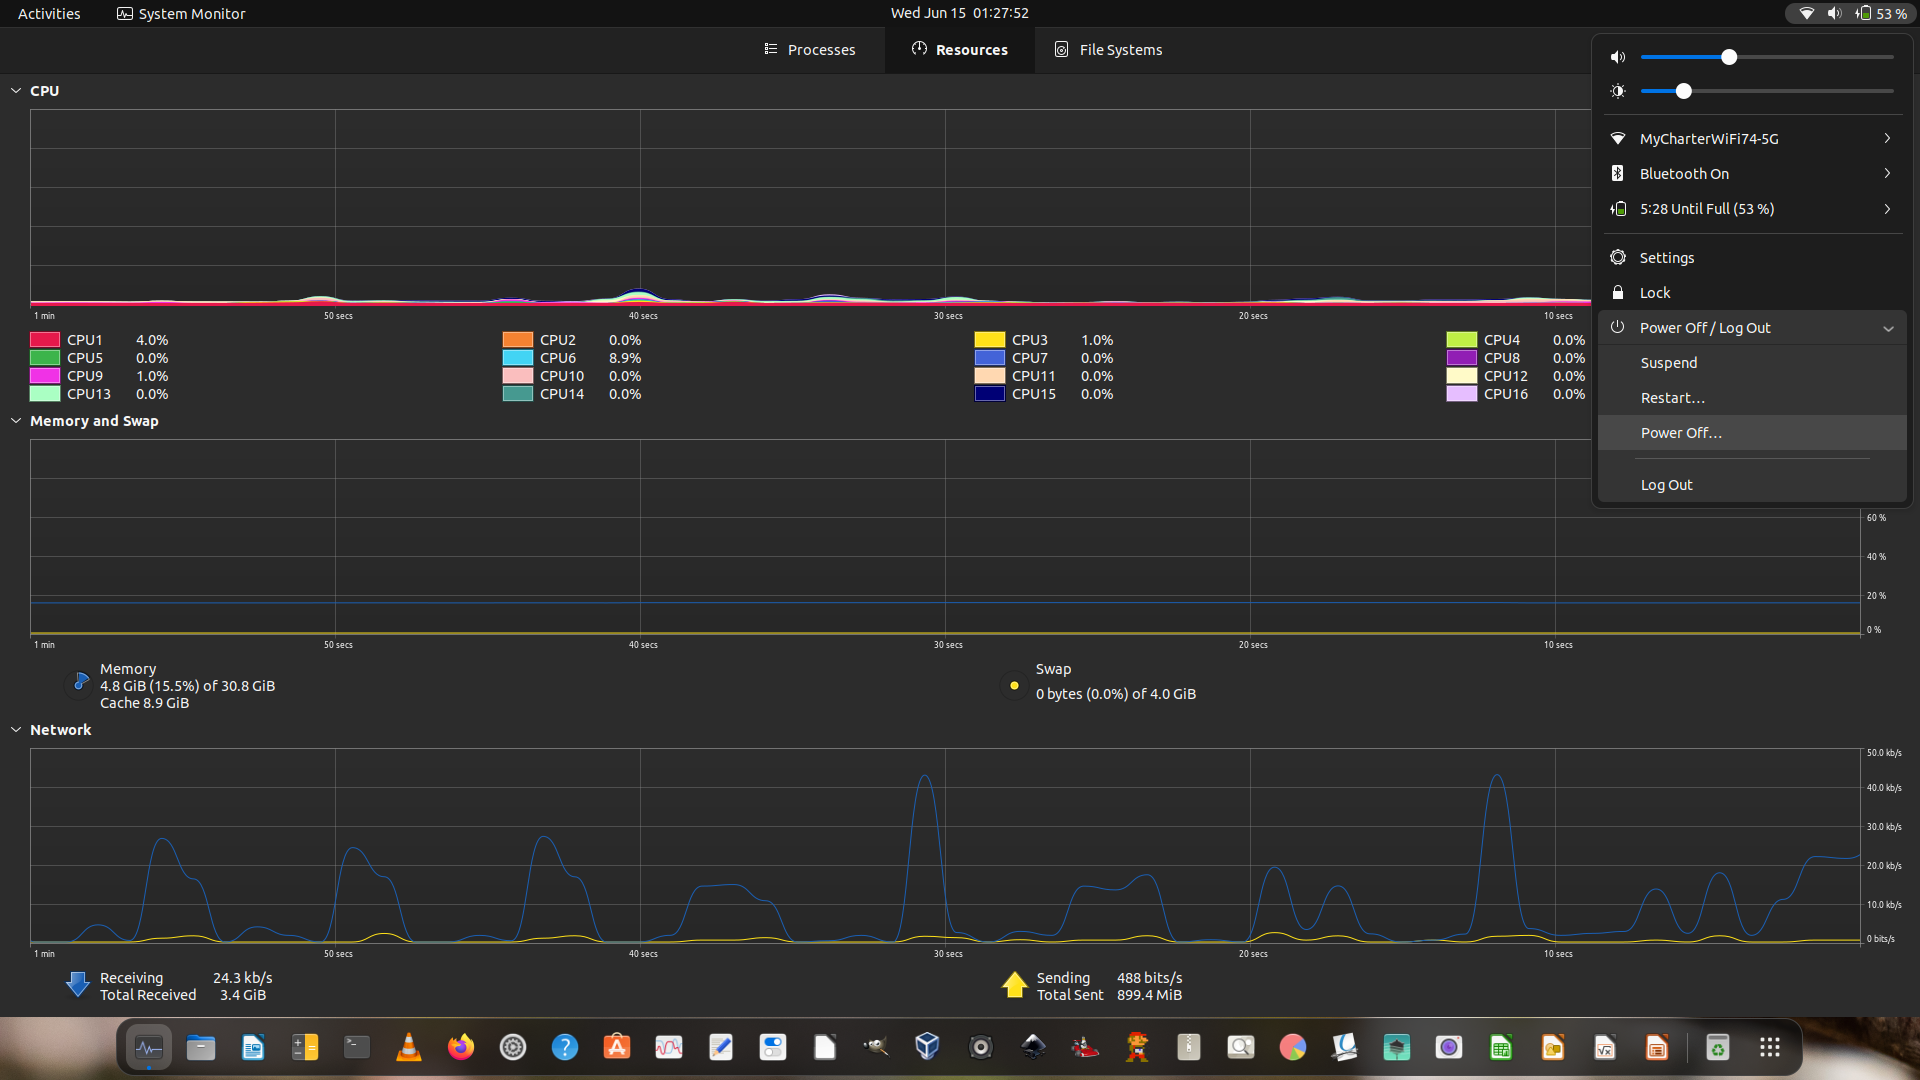 Activities System Monitor Wed Jun 15 01:27:52 53 %
Processes Resources File Systems
CPU
1 min 50 secs 40 secs 30 secs 20 secs 10 secs
CPU1 4.0% CPU2 0.0% CPU3 1.0% CPU4 0.0%
CPU5 0.0% CPU6 8.9% CPU7 0.0% CPU8 0.0%
CPU9 1.0% CPU10 0.0% CPU11 0.0% CPU12 0.0%
CPU13 0.0% CPU14 0.0% CPU15 0.0% CPU16 0.0%
MyCharterWiFi74-5G
Bluetooth On
5:28 Until Full (53 %)
Settings
Lock
Power Off / Log Out
Suspend
Restart...
Power Off...
Log Out
Memory and Swap
60 %
40 %
20 %
0 %
1 min 50 secs 40 secs 30 secs 20 secs 10 secs
Memory
4.8 GiB (15.5%) of 30.8 GiB
Cache 8.9 GiB
Swap
0 bytes (0.0%) of 4.0 GiB
Network
50.0 kb/s
40.0 kb/s
30.0 kb/s
20.0 kb/s
10.0 kb/s
0 bits/s
1 min 50 secs 40 secs 30 secs 20 secs 10 secs
Receiving 24.3 kb/s
Total Received 3.4 GiB
Sending 488 bits/s
Total Sent 899.4 MiB